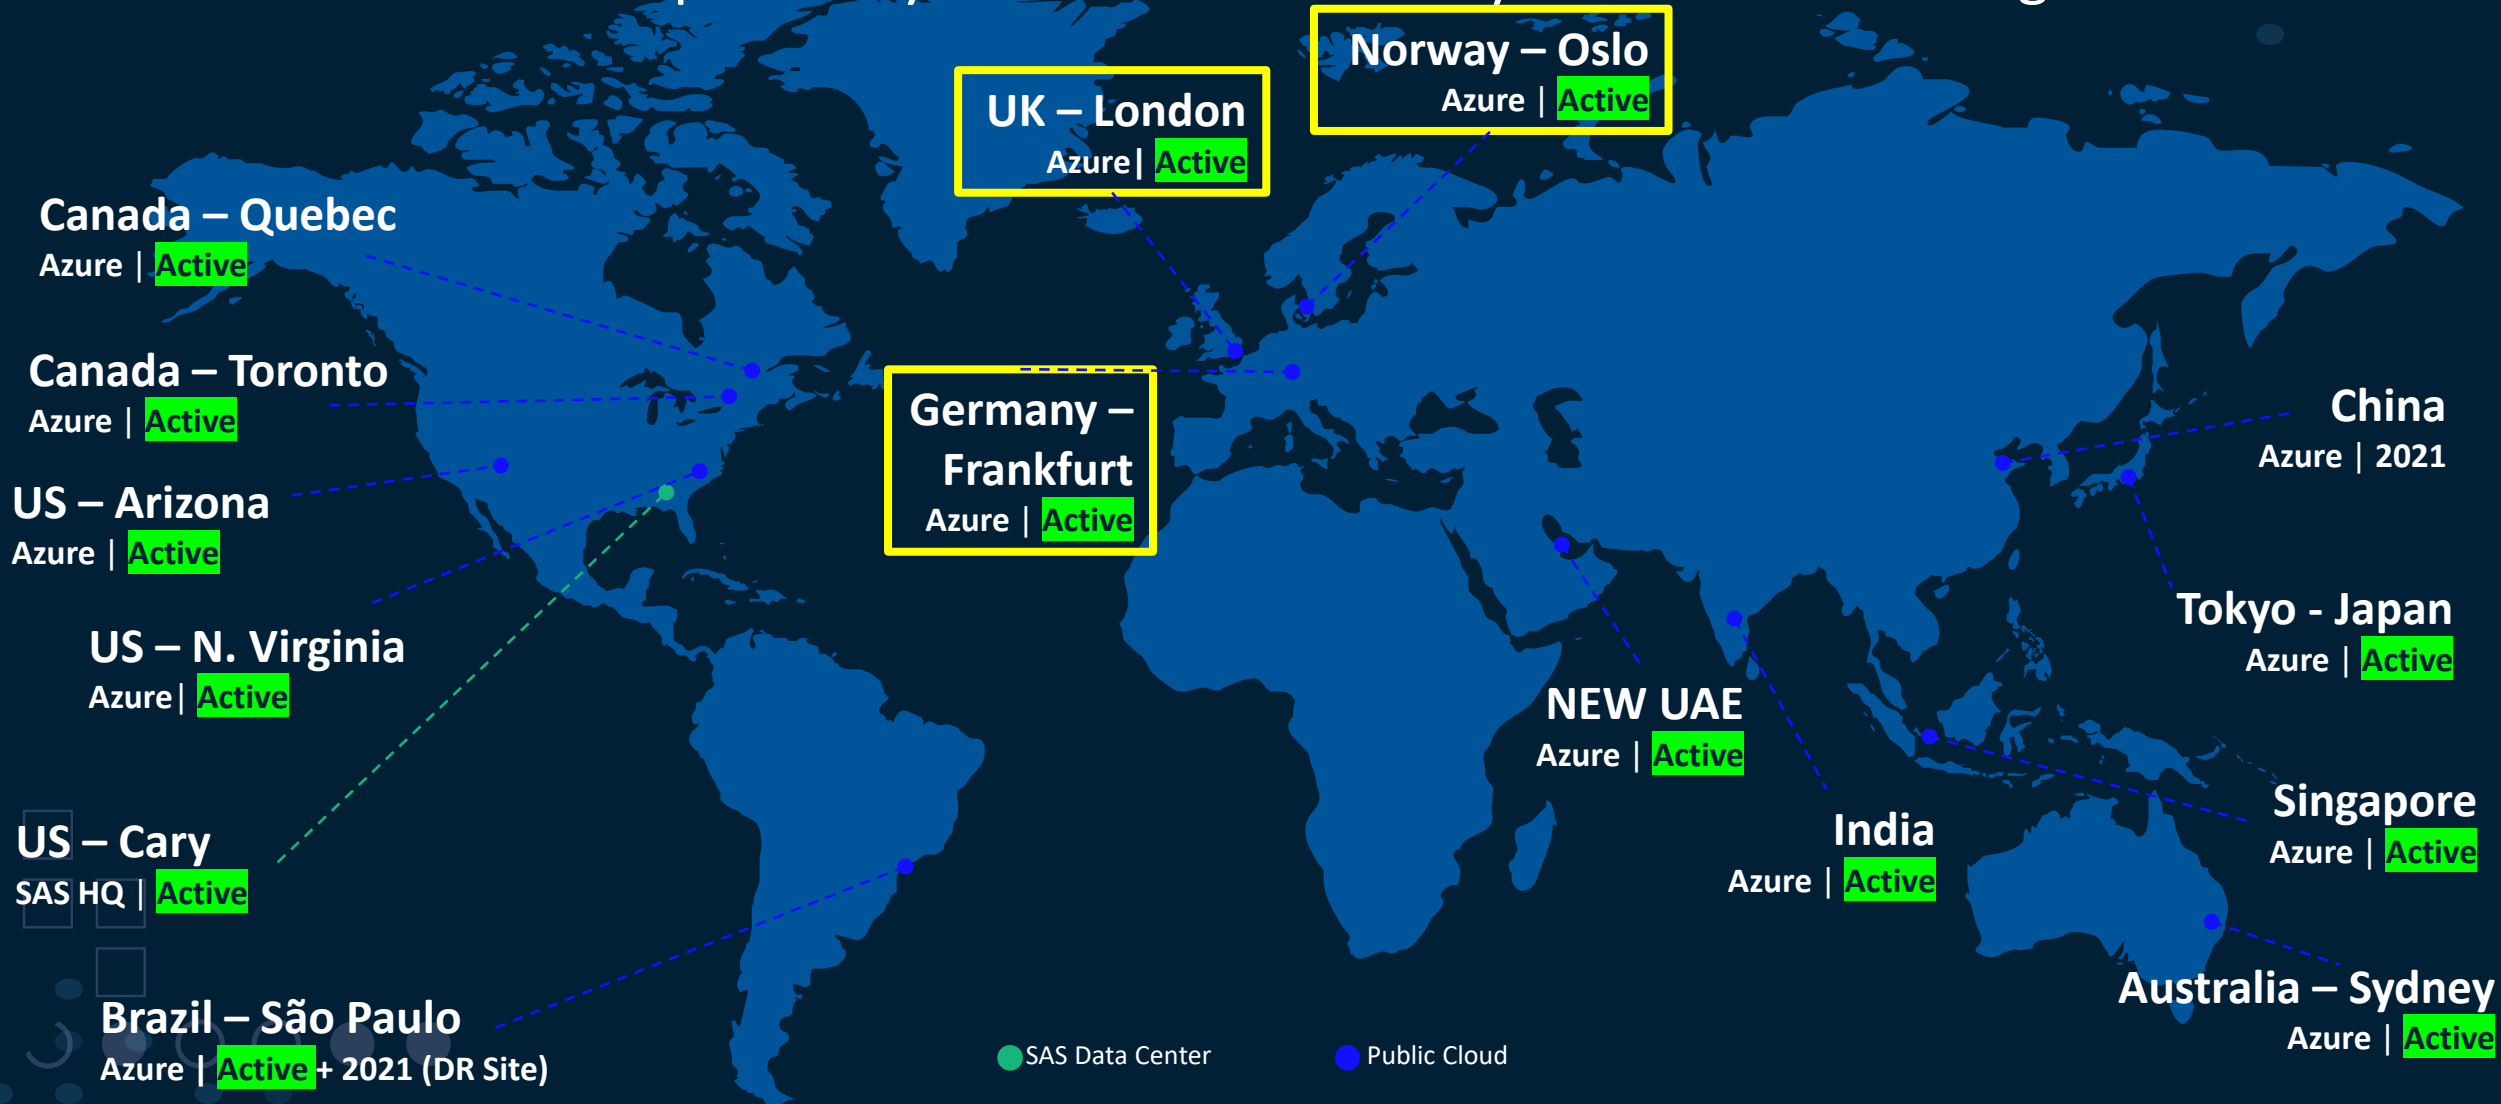 Norway – Oslo
Azure | Active
UK – London
Azure| Active
Canada – Quebec
Azure | Active
Canada – Toronto
Azure | Active
Germany –
Frankfurt
Azure | Active
China
Azure | 2021
US – Arizona
Azure | Active
Tokyo - Japan
Azure | Active
US – N. Virginia
Azure| Active
NEW UAE
Azure | Active
Singapore
Azure | Active
India
Azure | Active
US – Cary
SAS HQ | Active
Australia – Sydney
Azure | Active
Brazil – São Paulo
Azure | Active + 2021 (DR Site)
SAS Data Center
Public Cloud